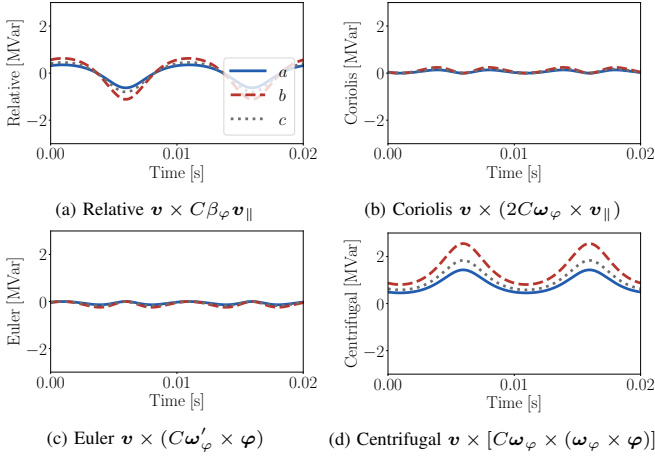 2
0
−2
Relative [MVar]
a
b
c
0.00 0.01 0.02
Time [s]
(a) Relative 𝒗 × Cβ_φ 𝒗_∥
2
0
−2
Coriolis [MVar]
0.00 0.01 0.02
Time [s]
(b) Coriolis 𝒗 × (2C𝝎_φ × 𝒗_∥)
2
0
−2
Euler [MVar]
0.00 0.01 0.02
Time [s]
(c) Euler 𝒗 × (C𝝎′_φ × 𝝋)
2
0
−2
Centrifugal [MVar]
0.00 0.01 0.02
Time [s]
(d) Centrifugal 𝒗 × [C𝝎_φ × (𝝎_φ × 𝝋)]